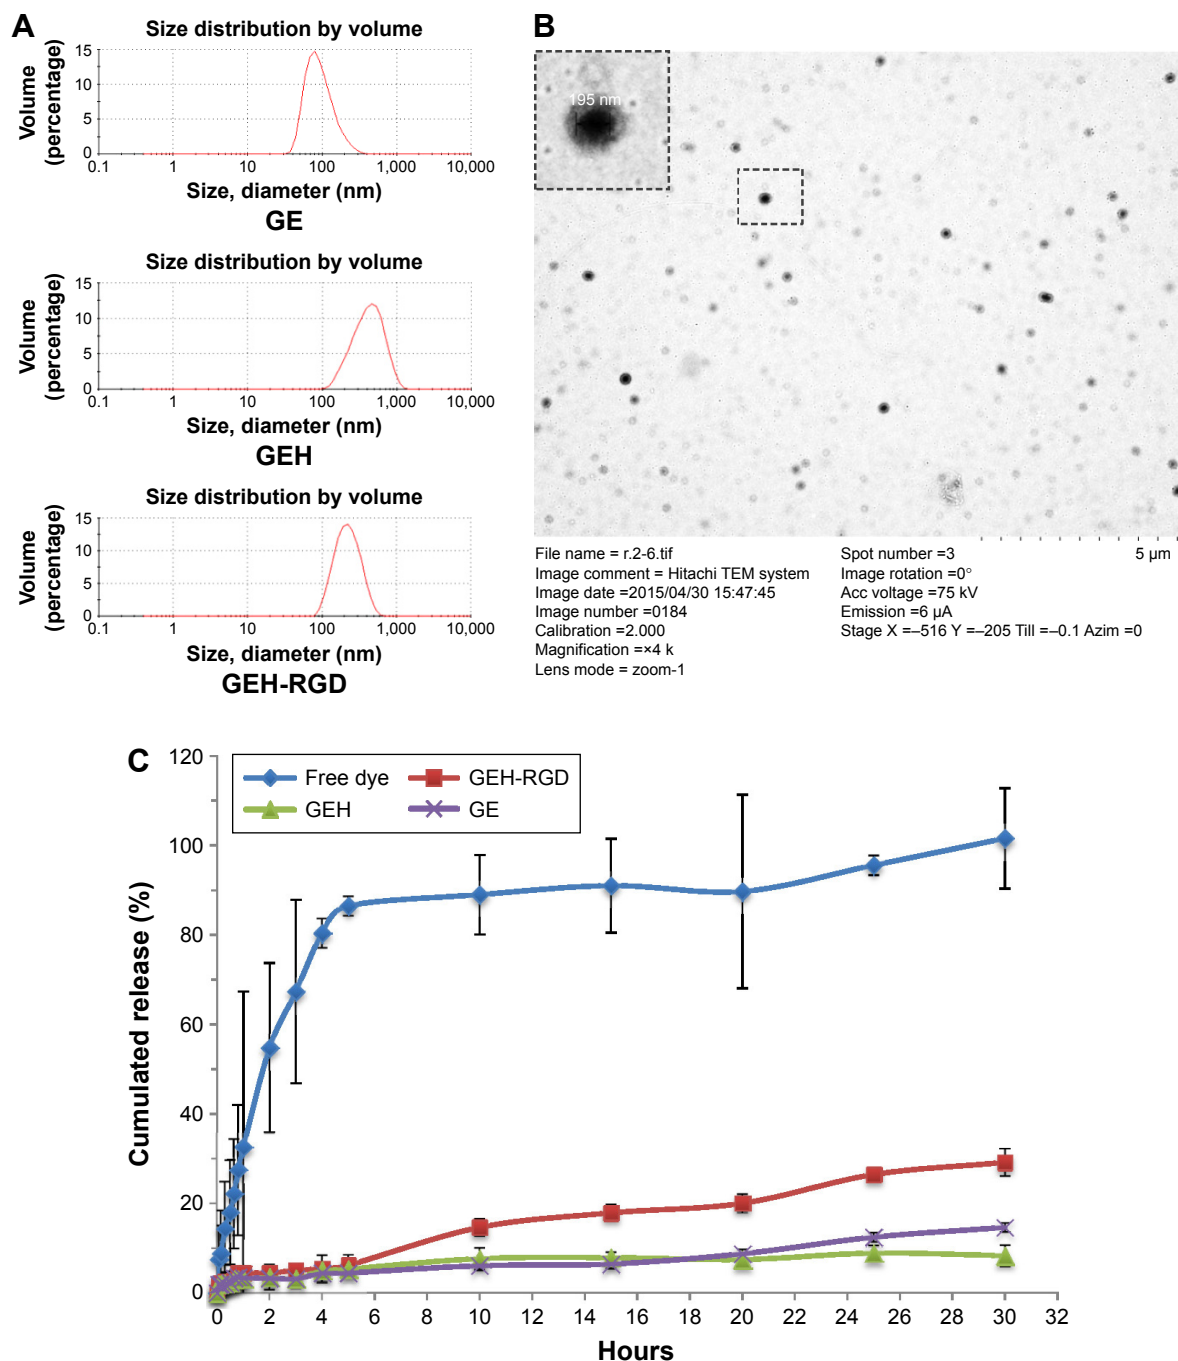 A
Size distribution by volume
Volume
(percentage)
15
10
5
0
0.1 1 10 100 1,000 10,000
Size, diameter (nm)
GE
Size distribution by volume
Volume
(percentage)
15
10
5
0
0.1 1 10 100 1,000 10,000
Size, diameter (nm)
GEH
Size distribution by volume
Volume
(percentage)
15
10
5
0
0.1 1 10 100 1,000 10,000
Size, diameter (nm)
GEH-RGD
B
195 nm
File name = r.2-6.tif
Image comment = Hitachi TEM system
Image date =2015/04/30 15:47:45
Image number =0184
Calibration =2.000
Magnification =×4 k
Lens mode = zoom-1
Spot number =3
Image rotation =0°
Acc voltage =75 kV
Emission =6 µA
Stage X =–516 Y =–205 Till =–0.1 Azim =0
5 µm
C
Cumulated release (%)
120
100
80
60
40
20
0
Free dye
GEH-RGD
GEH
GE
0 2 4 6 8 10 12 14 16 18 20 22 24 26 28 30 32
Hours